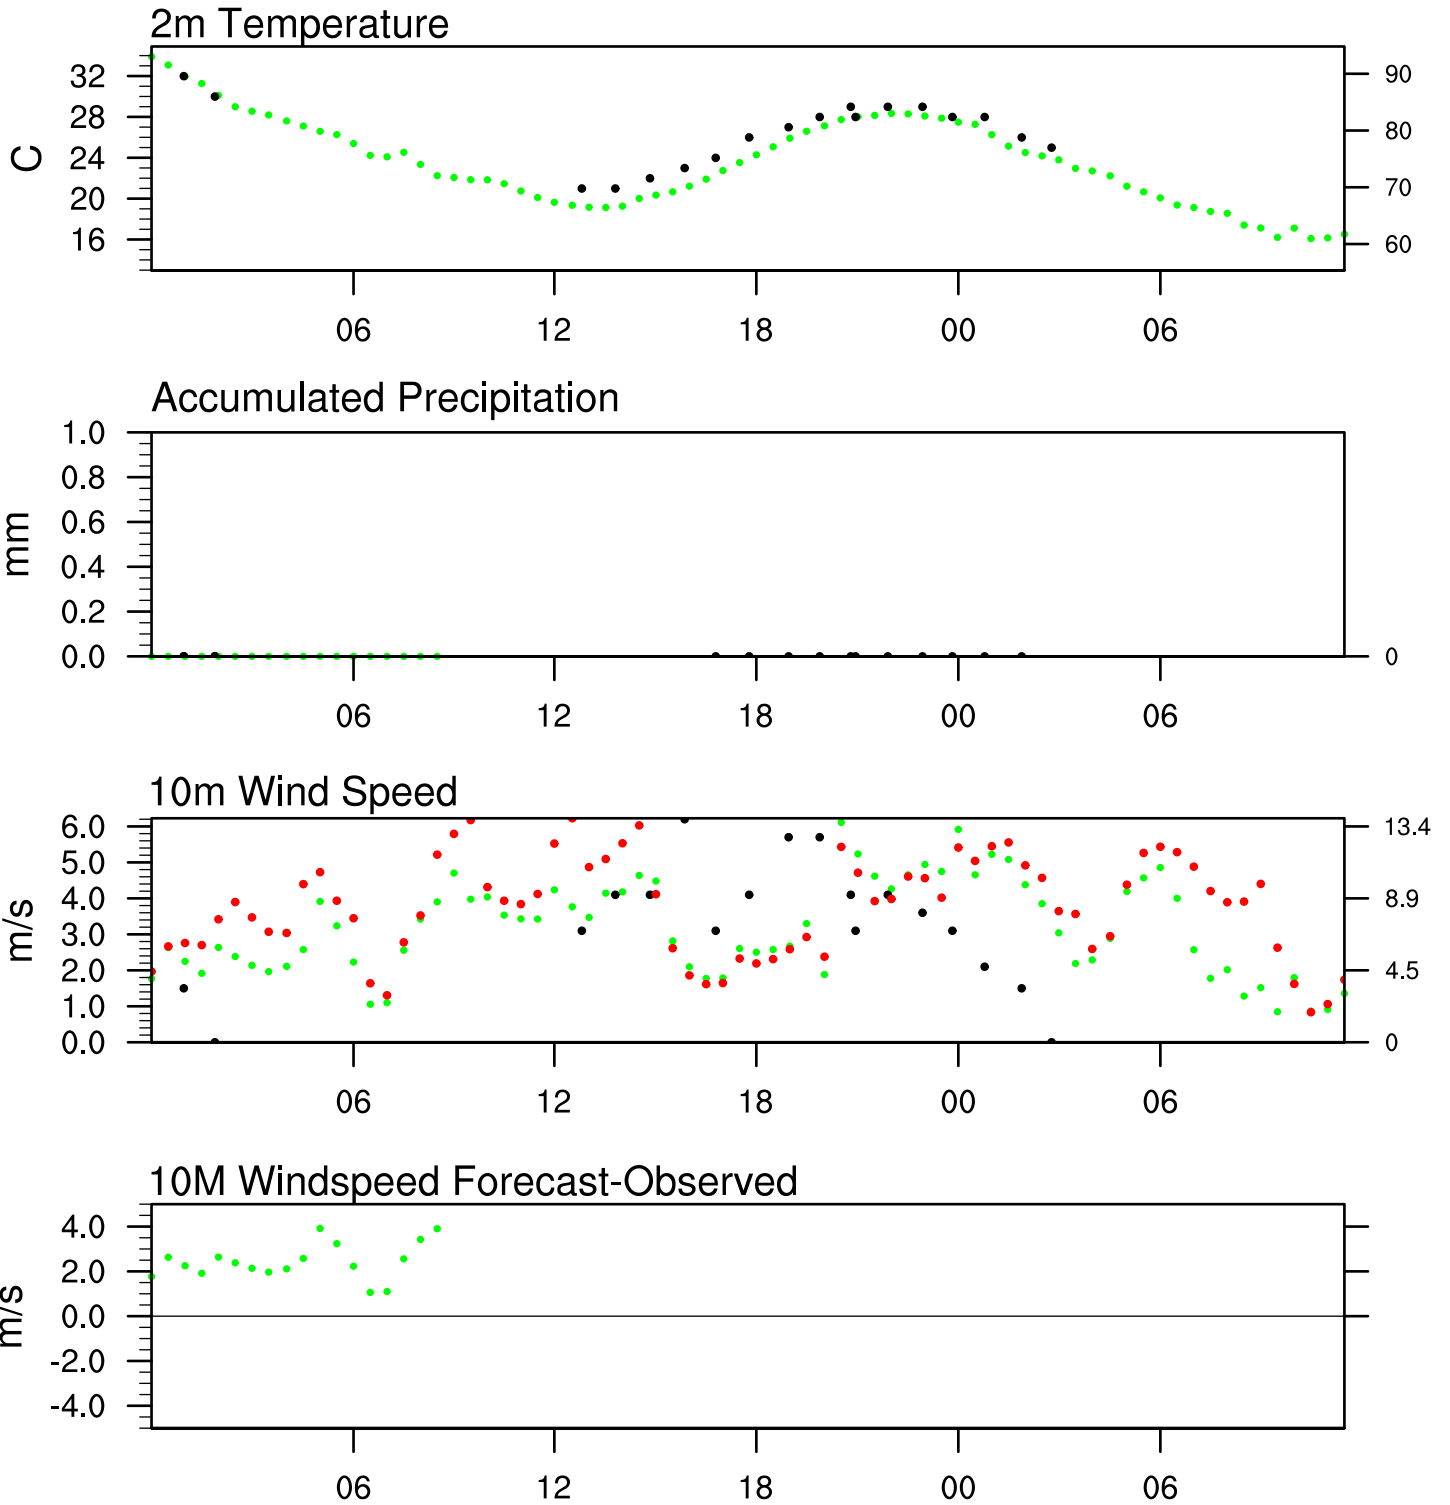 2m Temperature
32
28
24
20
16
C
90
80
70
60
06 12 18 00 06
Accumulated Precipitation
1.0
0.8
0.6
0.4
0.2
0.0
mm
0
06 12 18 00 06
10m Wind Speed
6.0
5.0
4.0
3.0
2.0
1.0
0.0
m/s
13.4
8.9
4.5
0
06 12 18 00 06
10M Windspeed Forecast-Observed
4.0
2.0
0.0
-2.0
-4.0
m/s
06 12 18 00 06